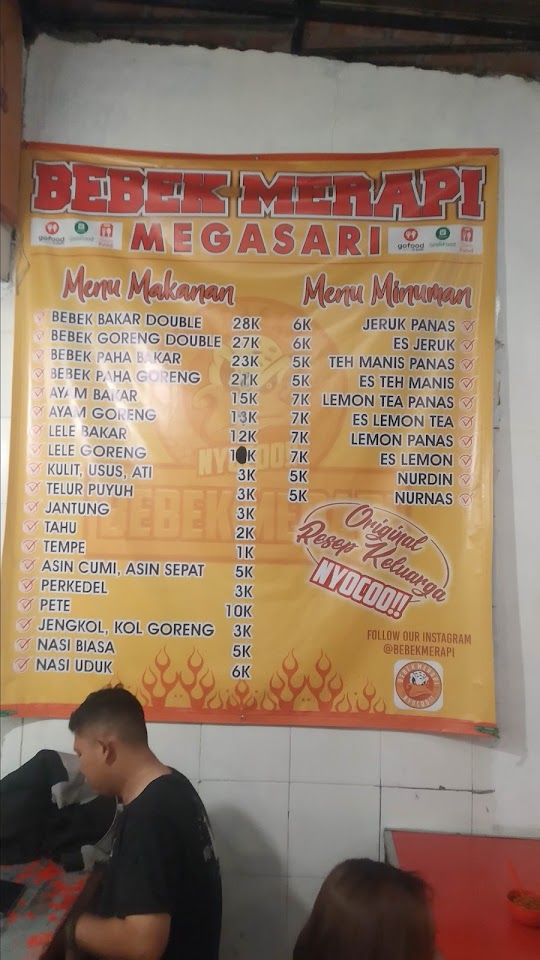 BEBEK MERAPI
MEGASARI
gofood
gofood
Menu Makanan
BEBEK BAKAR DOUBLE 28K
BEBEK GORENG DOUBLE 27K
BEBEK PAHA BAKAR 23K
BEBEK PAHA GORENG
AYAM BAKAR 15K
AYAM GORENG 13K
LELE BAKAR 12K
LELE GORENG
KULIT, USUS, ATI 3K
TELUR PUYUH 3K
JANTUNG 3K
TAHU 2K
TEMPE 1K
ASIN CUMI, ASIN SEPAT 5K
PERKEDEL 3K
PETE 10K
JENGKOL, KOL GORENG 3K
NASI BIASA 5K
NASI UDUK 6K
Menu Minuman
6K JERUK PANAS
6K ES JERUK
5K TEH MANIS PANAS
5K ES TEH MANIS
7K LEMON TEA PANAS
7K ES LEMON TEA
7K LEMON PANAS
7K ES LEMON
5K NURDIN
5K NURNAS
NYOCOO!!
BEBEK MERAPI
Original
Resep Keluarga
NYOCOO!!
FOLLOW OUR INSTAGRAM
@BEBEKMERAPI